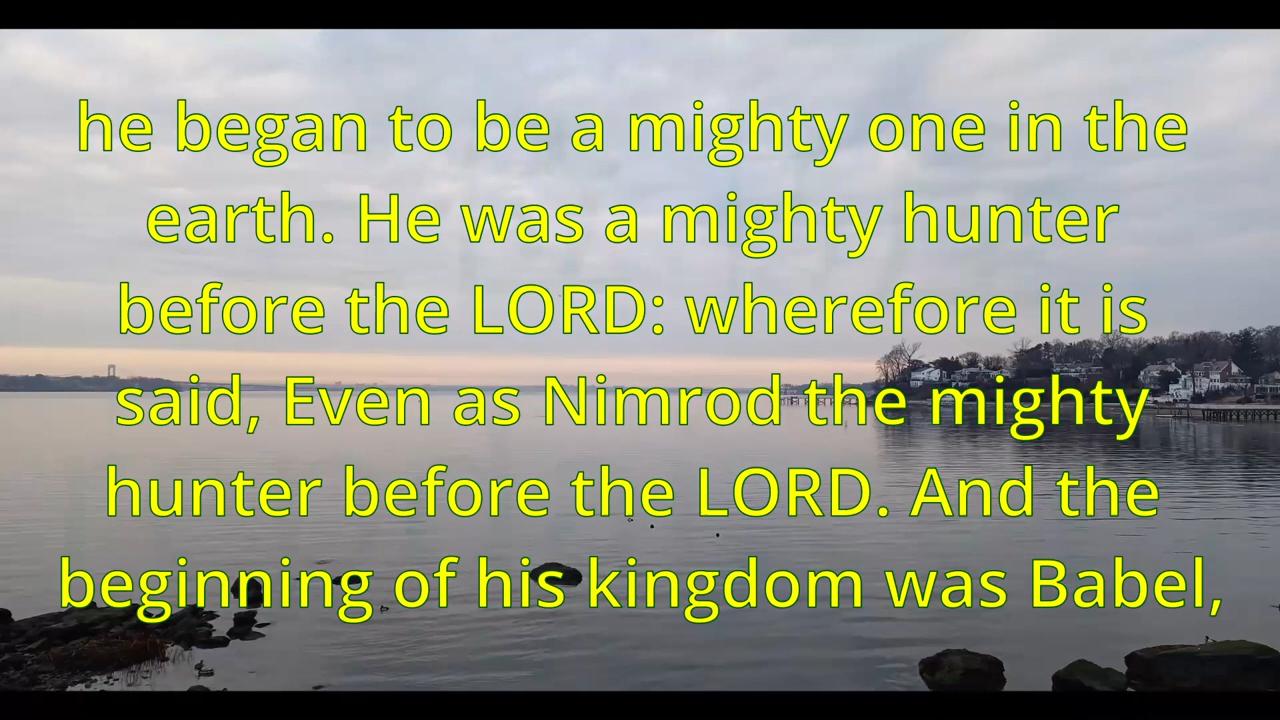 he began to be a mighty one in the
earth. He was a mighty hunter
before the LORD: wherefore it is
said, Even as Nimrod the mighty
hunter before the LORD. And the
beginning of his kingdom was Babel,